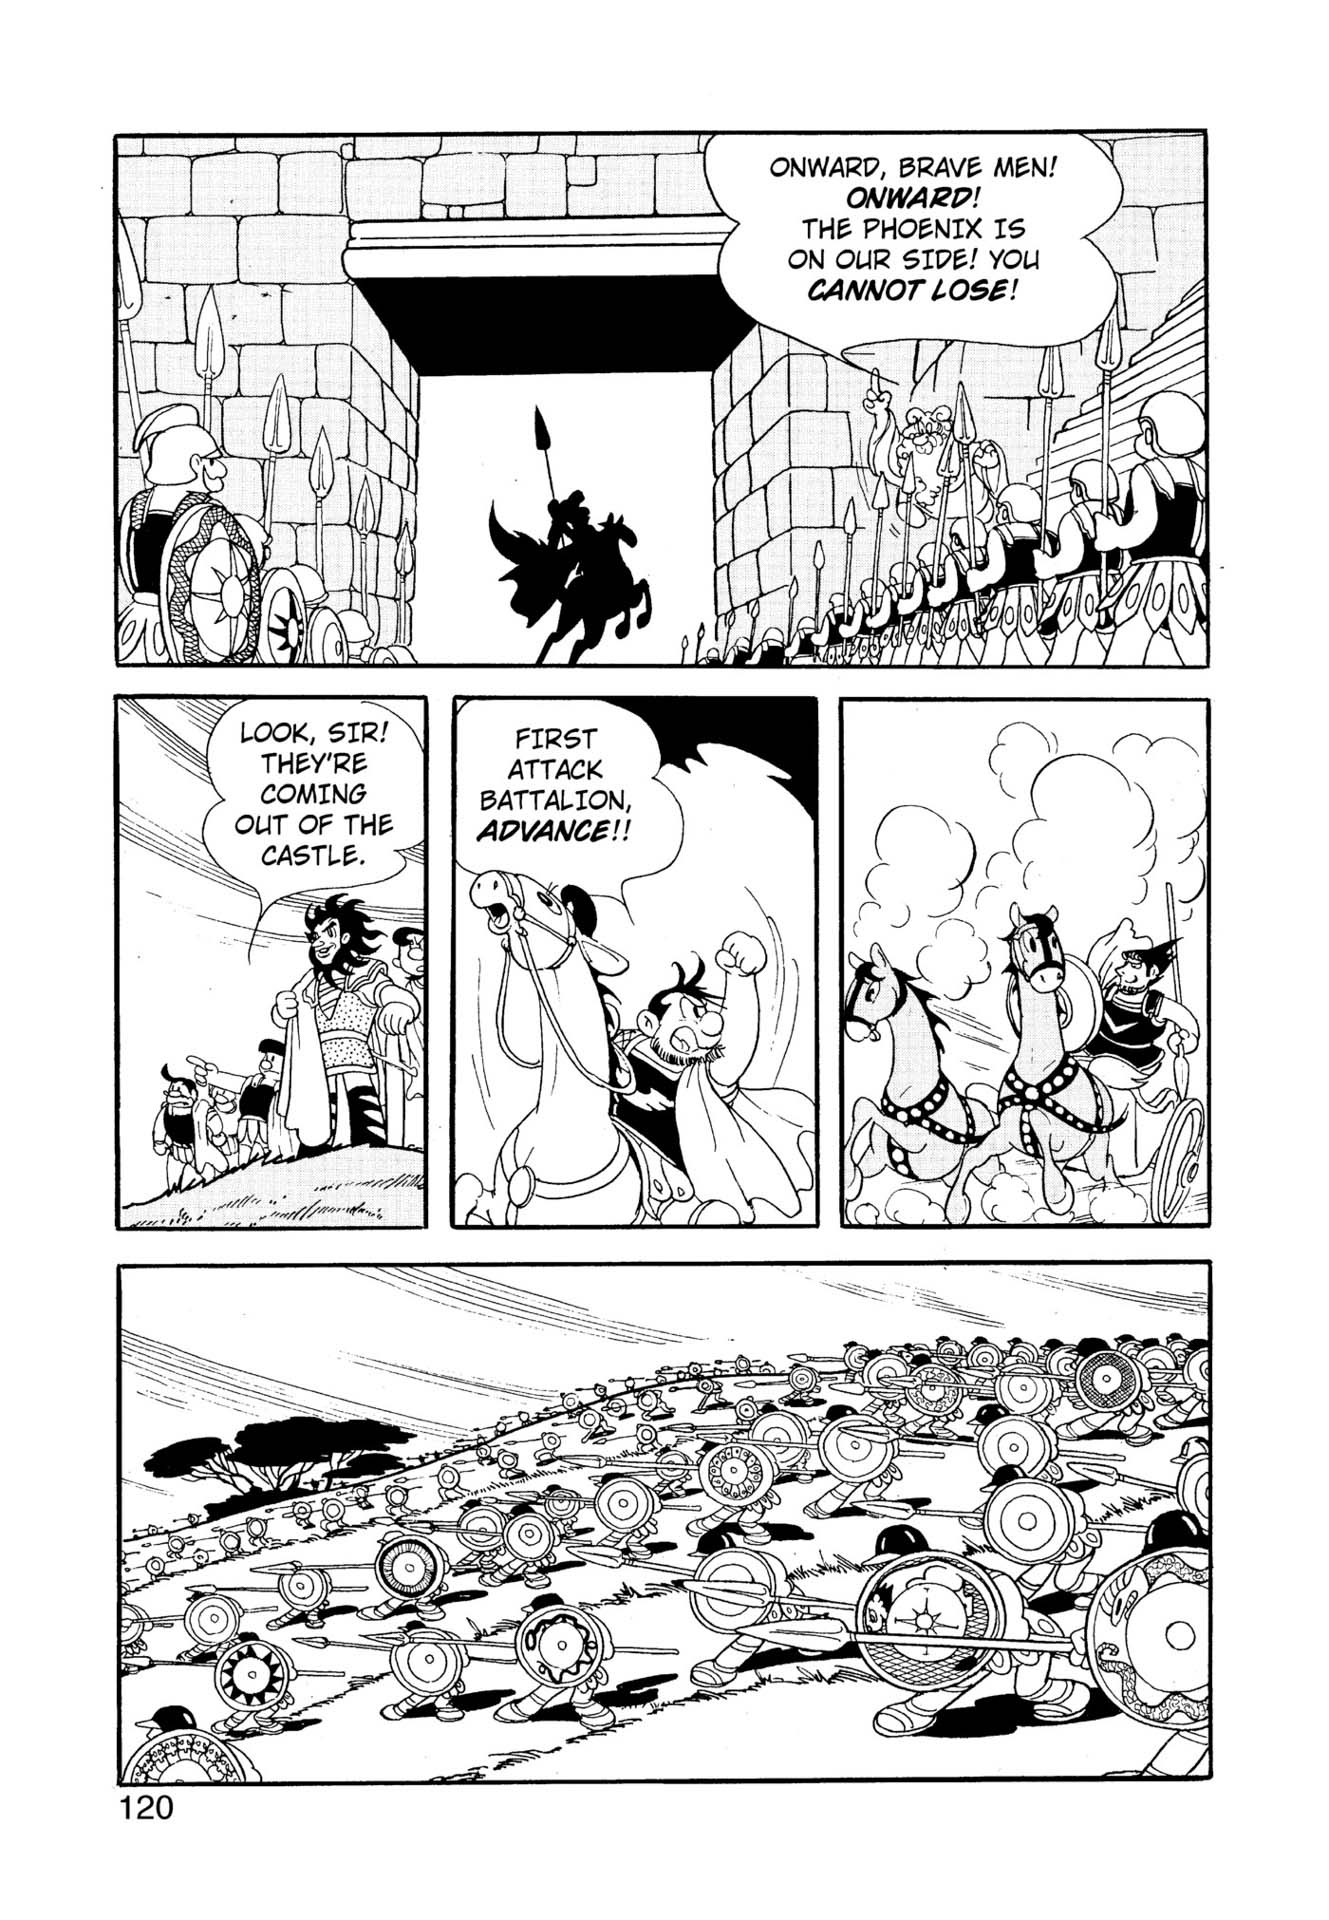 ONWARD, BRAVE MEN!
ONWARD!
THE PHOENIX IS
ON OUR SIDE! YOU
CANNOT LOSE!
LOOK, SIR!
THEY'RE
COMING
OUT OF THE
CASTLE.
FIRST
ATTACK
BATTALION,
ADVANCE!!
120